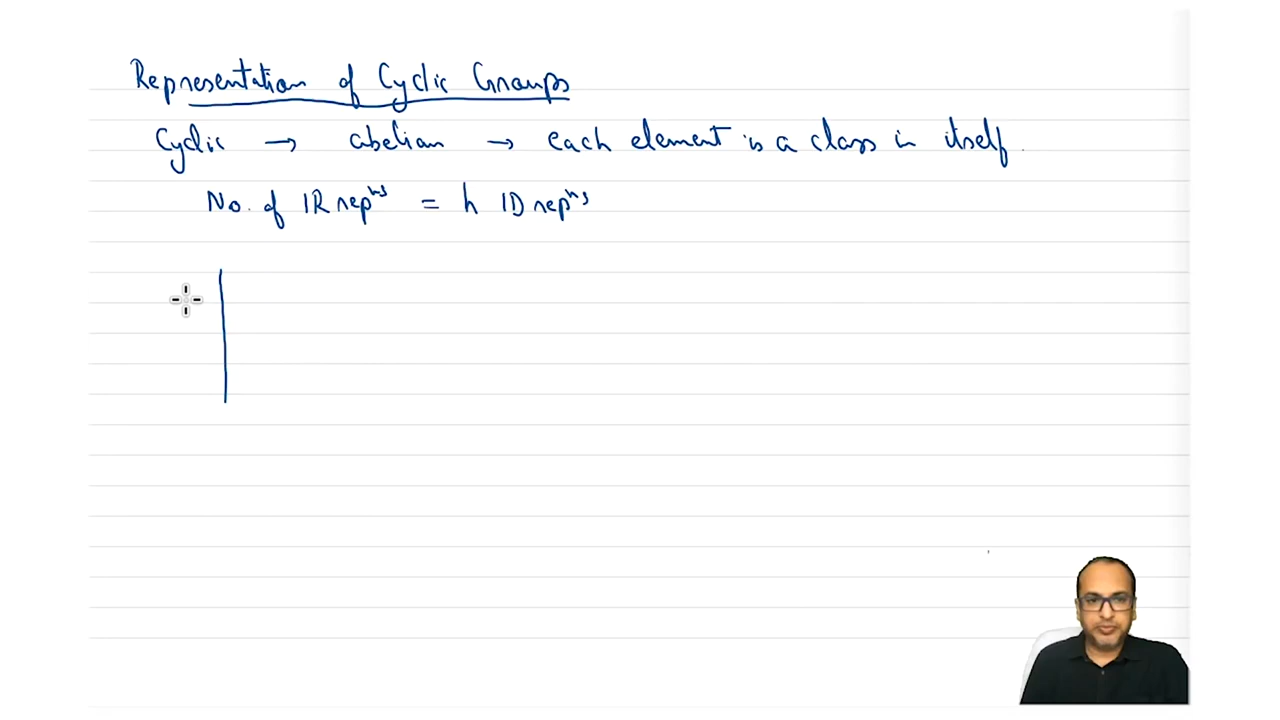 Representation of Cyclic Groups
Cyclic → abelian → each element is a class in itself.
No. of IR repⁿˢ = h 1D repⁿˢ